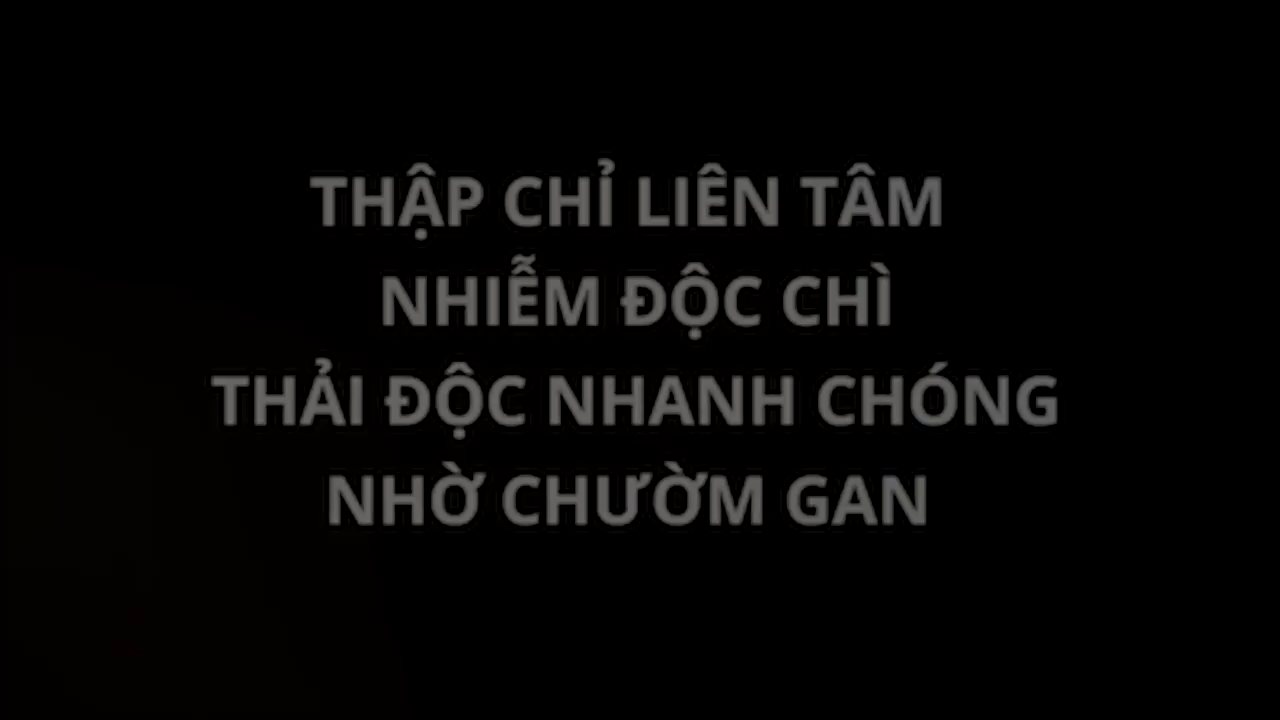 THẬP CHỈ LIÊN TÂM
NHIỄM ĐỘC CHÌ
THẢI ĐỘC NHANH CHÓNG
NHỜ CHƯỜM GAN